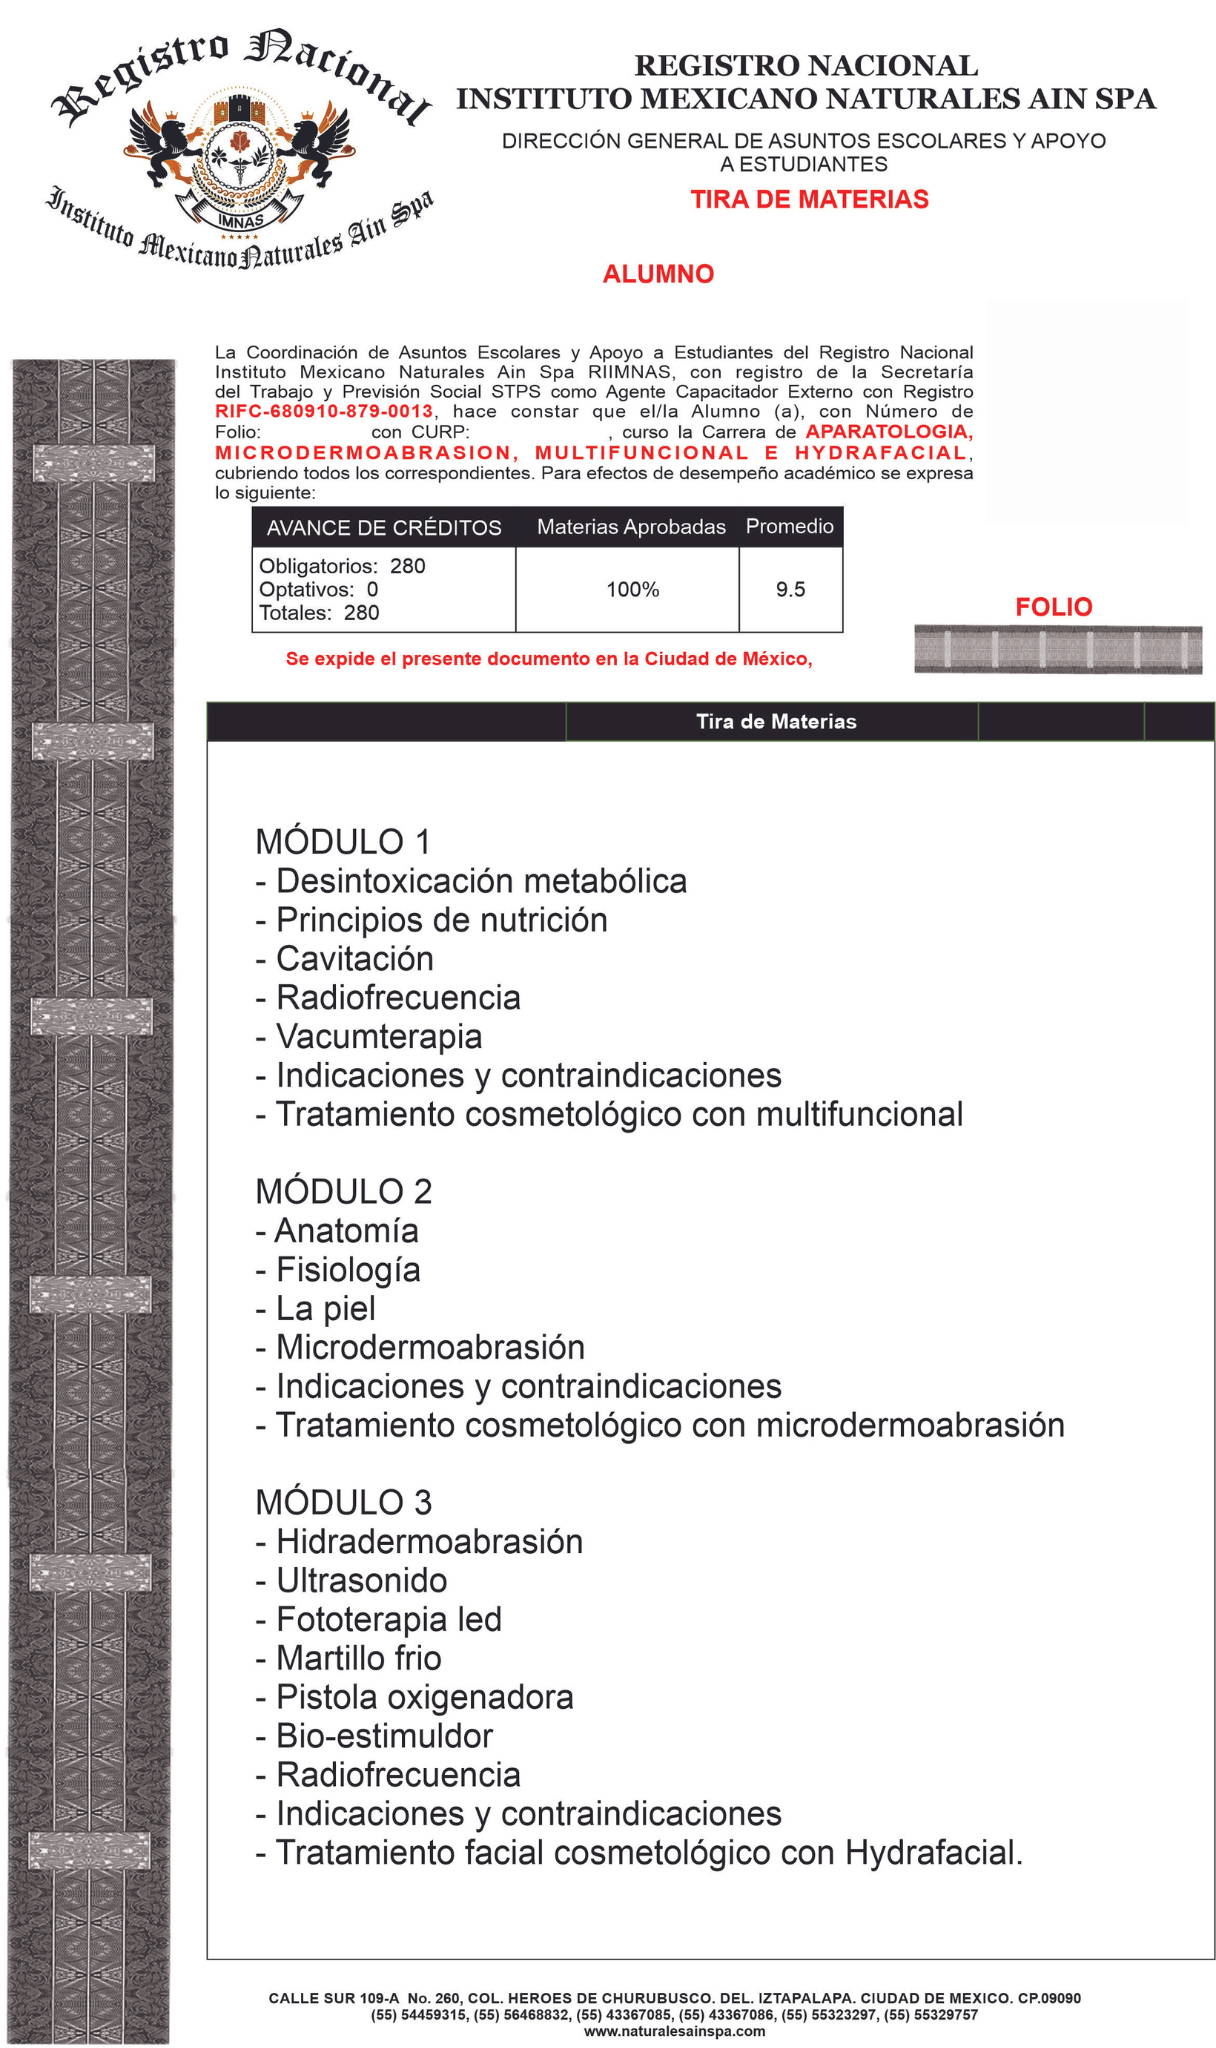 Registro Nacional
IMNAS
Instituto Mexicano Naturales Ain Spa
REGISTRO NACIONAL
INSTITUTO MEXICANO NATURALES AIN SPA
DIRECCIÓN GENERAL DE ASUNTOS ESCOLARES Y APOYO
A ESTUDIANTES
TIRA DE MATERIAS
ALUMNO
La Coordinación de Asuntos Escolares y Apoyo a Estudiantes del Registro Nacional
Instituto Mexicano Naturales Ain Spa RIIMNAS, con registro de la Secretaría
del Trabajo y Previsión Social STPS como Agente Capacitador Externo con Registro
RIFC-680910-879-0013, hace constar que el/la Alumno (a), con Número de
Folio: con CURP: , curso la Carrera de APARATOLOGIA,
MICRODERMOABRASION, MULTIFUNCIONAL E HYDRAFACIAL,
cubriendo todos los correspondientes. Para efectos de desempeño académico se expresa
lo siguiente:
AVANCE DE CRÉDITOS Materias Aprobadas Promedio
Obligatorios: 280
Optativos: 0
Totales: 280
100%
9.5
FOLIO
Se expide el presente documento en la Ciudad de México,
Tira de Materias
MÓDULO 1
- Desintoxicación metabólica
- Principios de nutrición
- Cavitación
- Radiofrecuencia
- Vacumterapia
- Indicaciones y contraindicaciones
- Tratamiento cosmetológico con multifuncional
MÓDULO 2
- Anatomía
- Fisiología
- La piel
- Microdermoabrasión
- Indicaciones y contraindicaciones
- Tratamiento cosmetológico con microdermoabrasión
MÓDULO 3
- Hidradermoabrasión
- Ultrasonido
- Fototerapia led
- Martillo frio
- Pistola oxigenadora
- Bio-estimuldor
- Radiofrecuencia
- Indicaciones y contraindicaciones
- Tratamiento facial cosmetológico con Hydrafacial.
CALLE SUR 109-A No. 260, COL. HEROES DE CHURUBUSCO. DEL. IZTAPALAPA. CIUDAD DE MEXICO. CP.09090
(55) 54459315, (55) 56468832, (55) 43367085, (55) 43367086, (55) 55323297, (55) 55329757
www.naturalesainspa.com